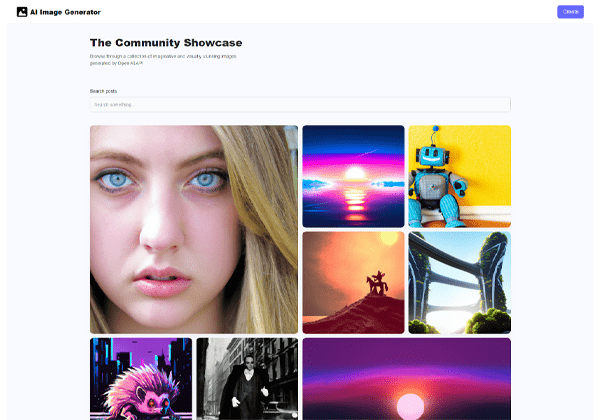 AI Image Generator
Create
The Community Showcase
Browse through a collection of imaginative and visually stunning images
generated by Open AI API
Search posts
Search something...